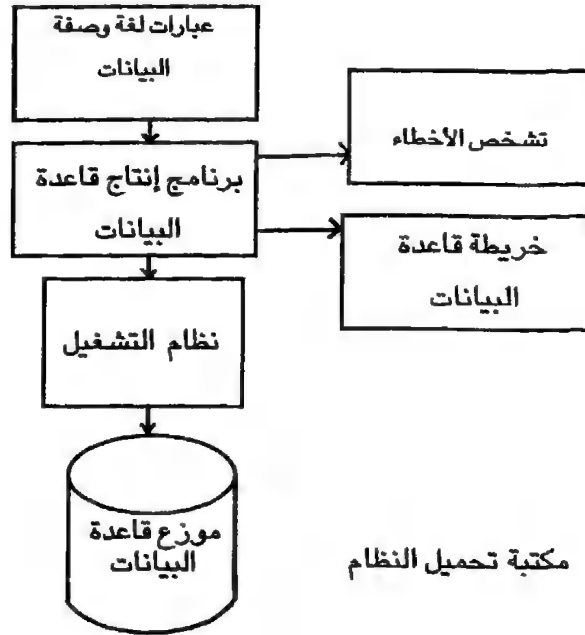 عبارات لغة وصفة
البيانات
تشخص الأخطاء
برنامج إنتاج قاعدة
البيانات
خريطة قاعدة
البيانات
نظام التشغيل
موزع قاعدة
البيانات
مكتبة تحميل النظام